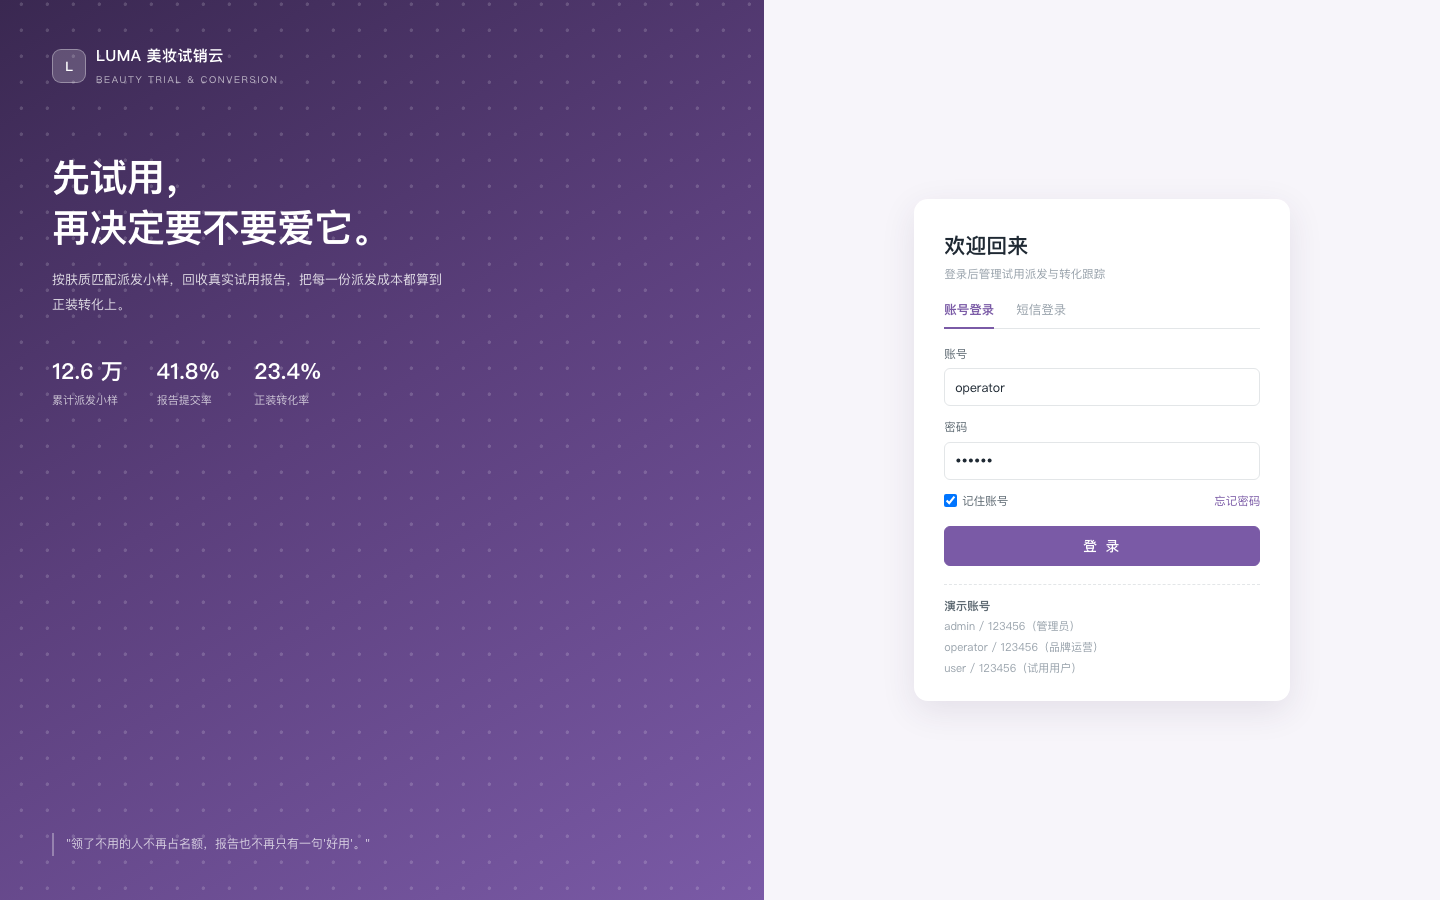 L
LUMA 美妆试销云
BEAUTY TRIAL & CONVERSION
先试用，
再决定要不要爱它。
按肤质匹配派发小样，回收真实试用报告，把每一份派发成本都算到
正装转化上。
12.6 万
41.8%
23.4%
累计派发小样
报告提交率
正装转化率
"领了不用的人不再占名额，报告也不再只有一句'好用'。"
欢迎回来
登录后管理试用派发与转化跟踪
账号登录
短信登录
账号
operator
密码
••••••
记住账号
忘记密码
登 录
演示账号
admin / 123456（管理员）
operator / 123456（品牌运营）
user / 123456（试用用户）